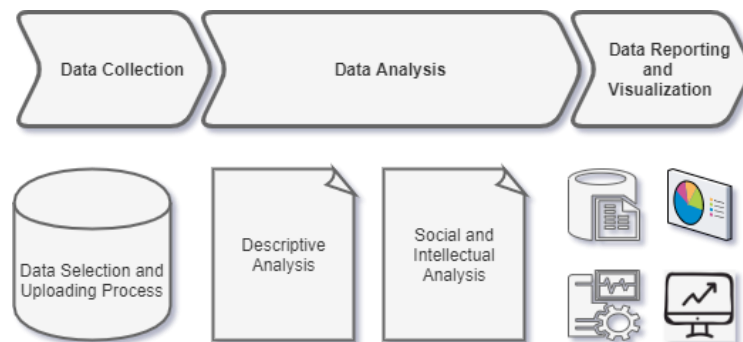 Data Collection
Data Analysis
Data Reporting
and
Visualization
Data Selection and
Uploading Process
Descriptive
Analysis
Social and
Intellectual
Analysis